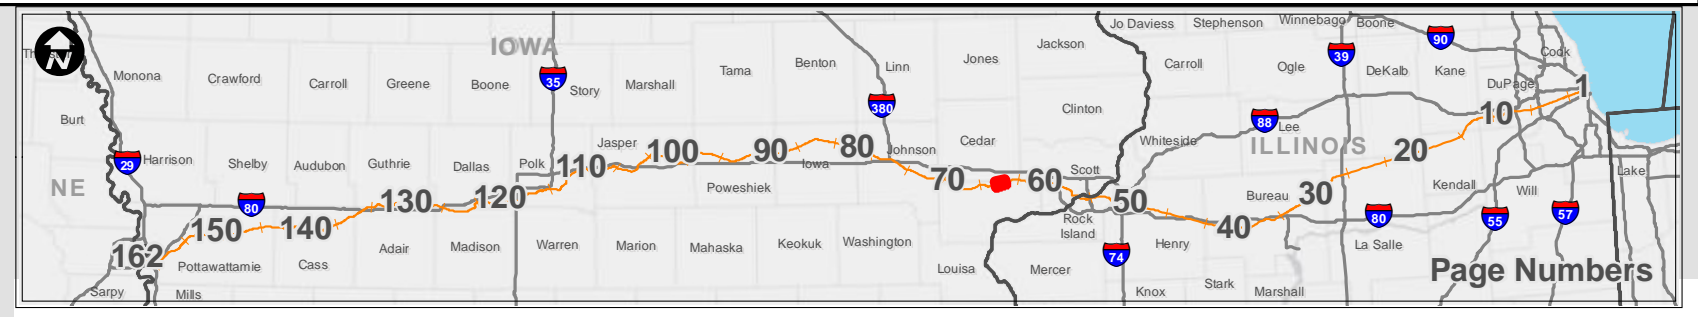 Jo Daviess Stephenson Winnebago Boone
IOWA
Jackson
90
Th
N
39
Cook
Monona Crawford Carroll Greene Boone 35 Story Marshall Tama Benton Linn Jones Carroll Ogle DeKalb Kane
DuPage 1
380
Clinton
10
Burt
88 Lee
Whiteside
ILLINOIS
29 Harrison Shelby Audubon Guthrie Dallas Polk 110 Jasper 100 90 Iowa 80 Johnson Cedar
20
NE
80
Poweshiek
70 60 Scott
Lake
130 120
50
Bureau 30 Kendall Will
150 140
Rock
Island
40
80 55 57
162
Adair Madison Warren Marion Mahaska Keokuk Washington
74 Henry La Salle
Pottawattamie Cass
Louisa Mercer
Page Numbers
Sarpy Mills
Knox Stark Marshall